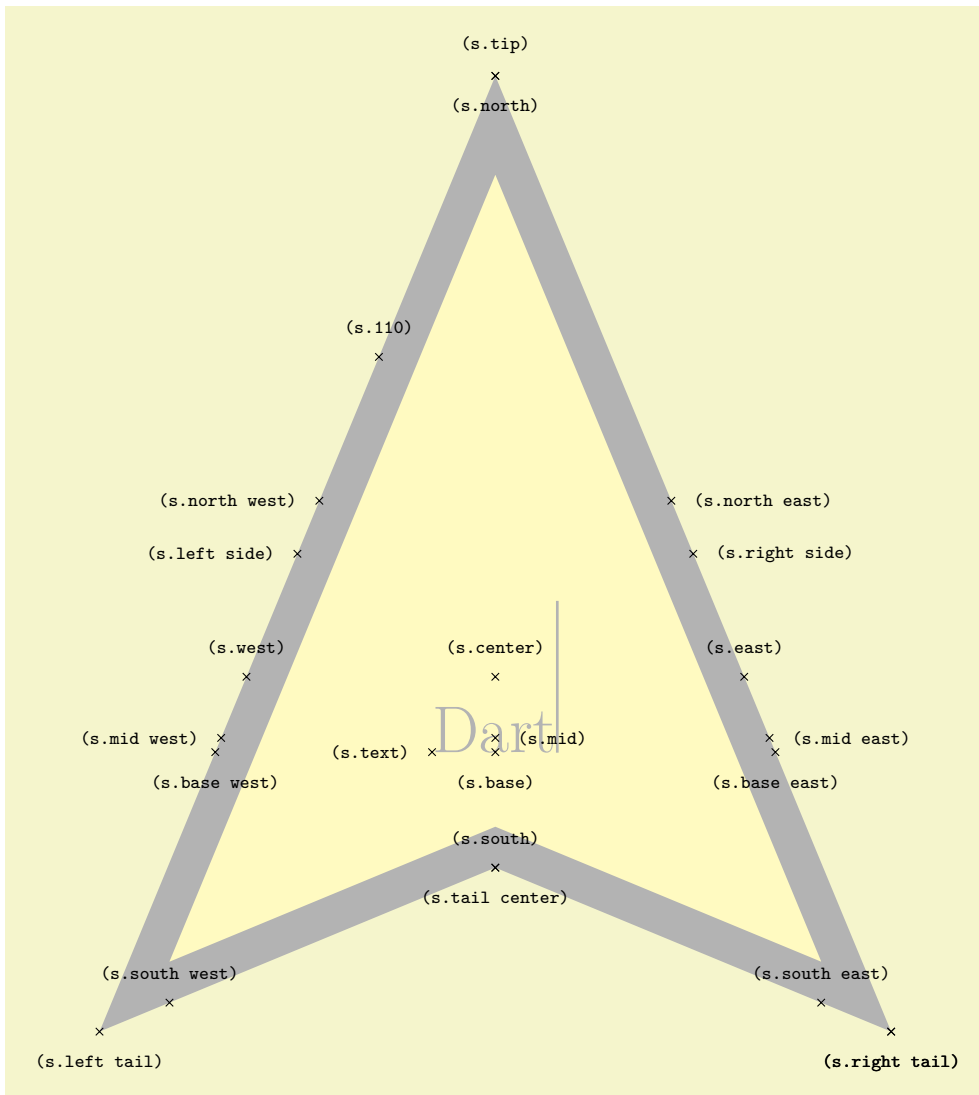 (s.tip)
(s.north)
(s.110)
(s.north west) (s.north east)
(s.left side) (s.right side)
(s.west) (s.center) (s.east)
Dart
(s.mid west) (s.mid) (s.mid east)
(s.text)
(s.base west) (s.base) (s.base east)
(s.south)
(s.tail center)
(s.south west) (s.south east)
(s.left tail) (s.right tail)